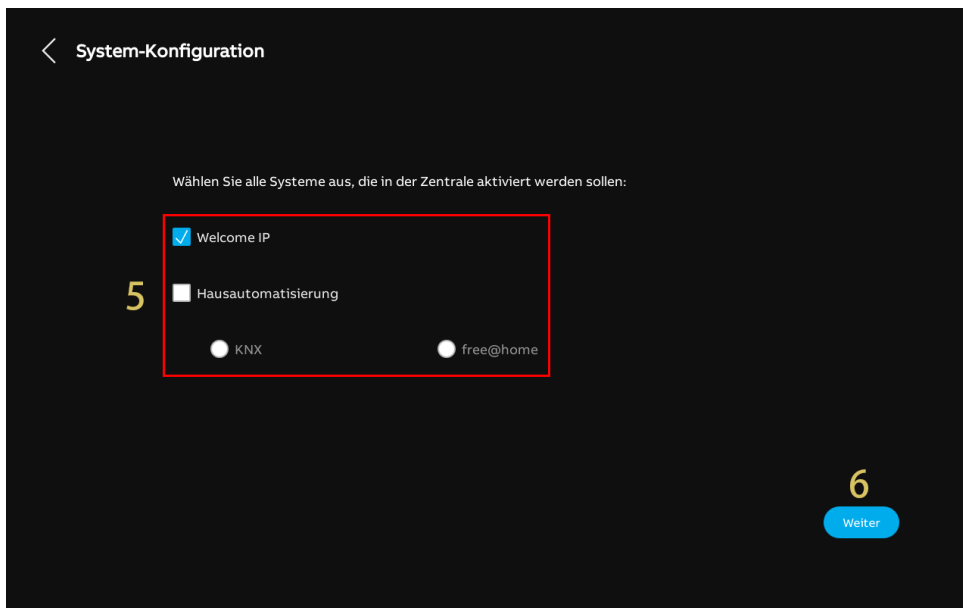 System-Konfiguration
Wählen Sie alle Systeme aus, die in der Zentrale aktiviert werden sollen:
Welcome IP
5
Hausautomatisierung
KNX
free@home
6
Weiter